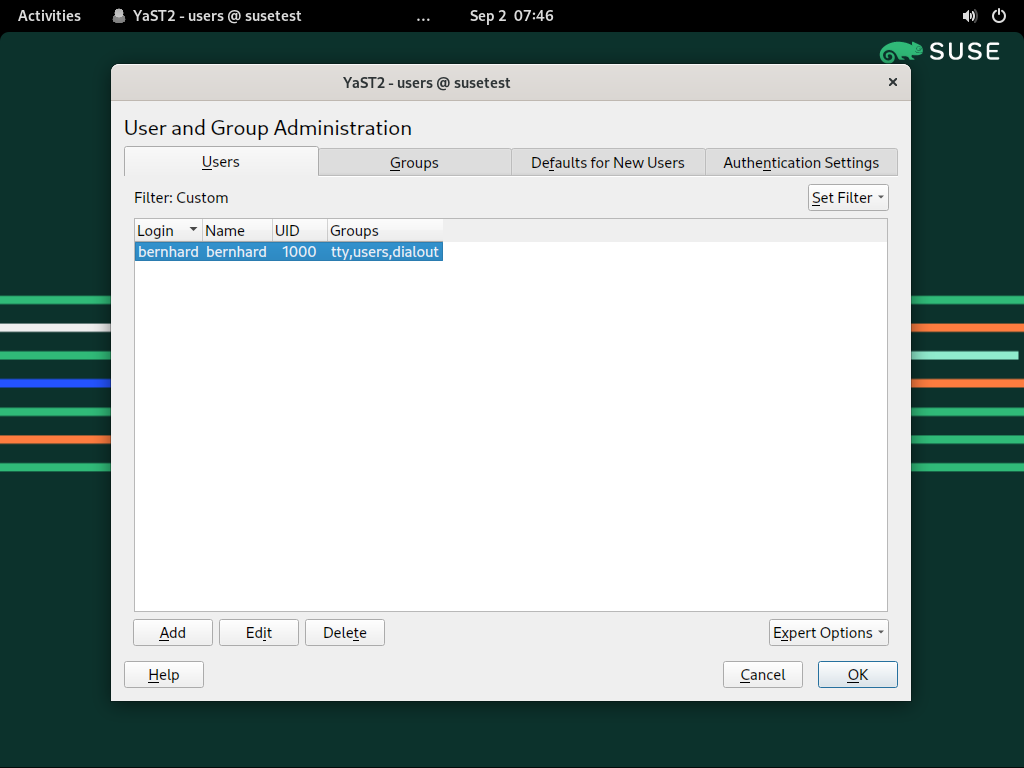 Activities YaST2 - users @ susetest ... Sep 2 07:46
SUSE
YaST2 - users @ susetest
User and Group Administration
Users Groups Defaults for New Users Authentication Settings
Filter: Custom Set Filter
Login Name UID Groups
bernhard bernhard 1000 tty,users,dialout
Add Edit Delete Expert Options
Help Cancel OK